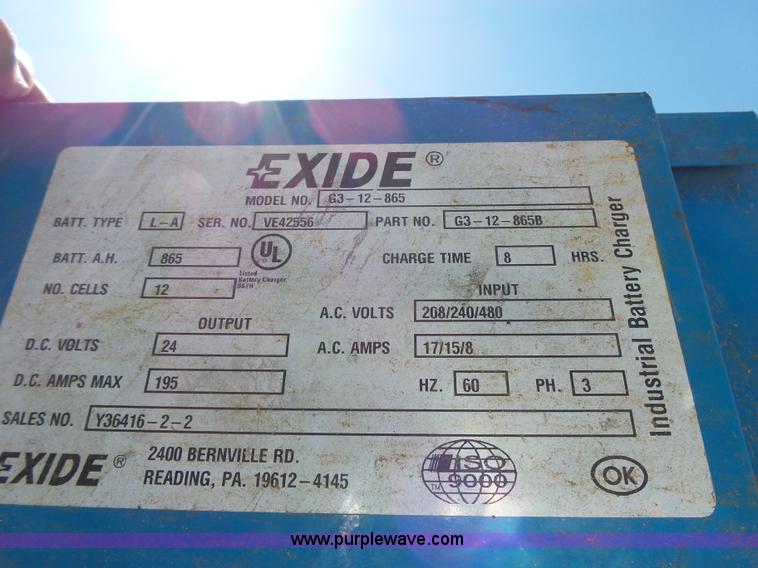 EXIDE ®
MODEL NO. G3-12-865
BATT. TYPE L-A SER. NO. VE42556 PART NO. G3-12-865B
BATT. A.H. 865 UL CHARGE TIME 8 HRS.
Listed
Battery Charger
NO. CELLS 12
INPUT
A.C. VOLTS 208/240/480
OUTPUT
D.C. VOLTS 24 A.C. AMPS 17/15/8
D.C. AMPS MAX 195 HZ. 60 PH. 3
SALES NO. Y36416-2-2
Industrial Battery Charger
EXIDE ® 2400 BERNVILLE RD.
READING, PA. 19612-4145
ISO
9000
TM
OK
www.purplewave.com